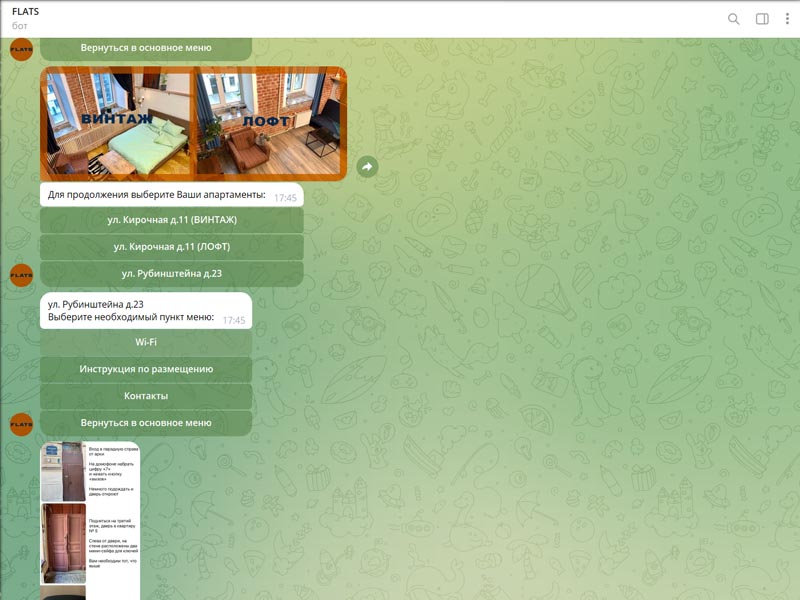 FLATS
бот
Вернуться в основное меню
FLATS
ВИНТАЖ
ЛОФТ
Для продолжения выберите Ваши апартаменты:
17:45
ул. Кирочная д.11 (ВИНТАЖ)
ул. Кирочная д.11 (ЛОФТ)
ул. Рубинштейна д.23
FLATS
ул. Рубинштейна д.23
Выберите необходимый пункт меню:
17:45
Wi-Fi
Инструкция по размещению
Контакты
Вернуться в основное меню
FLATS
Вход в парадную справа
от арки
На домофоне набрать
цифру «7»
и нажать кнопку
«вызов»
Немного подождать и
дверь откроют
Подняться на третий
этаж, дверь в квартиру
Слева от двери, на
стене расположены два
мини-сейфа для ключей
Вам необходим тот, что
выше